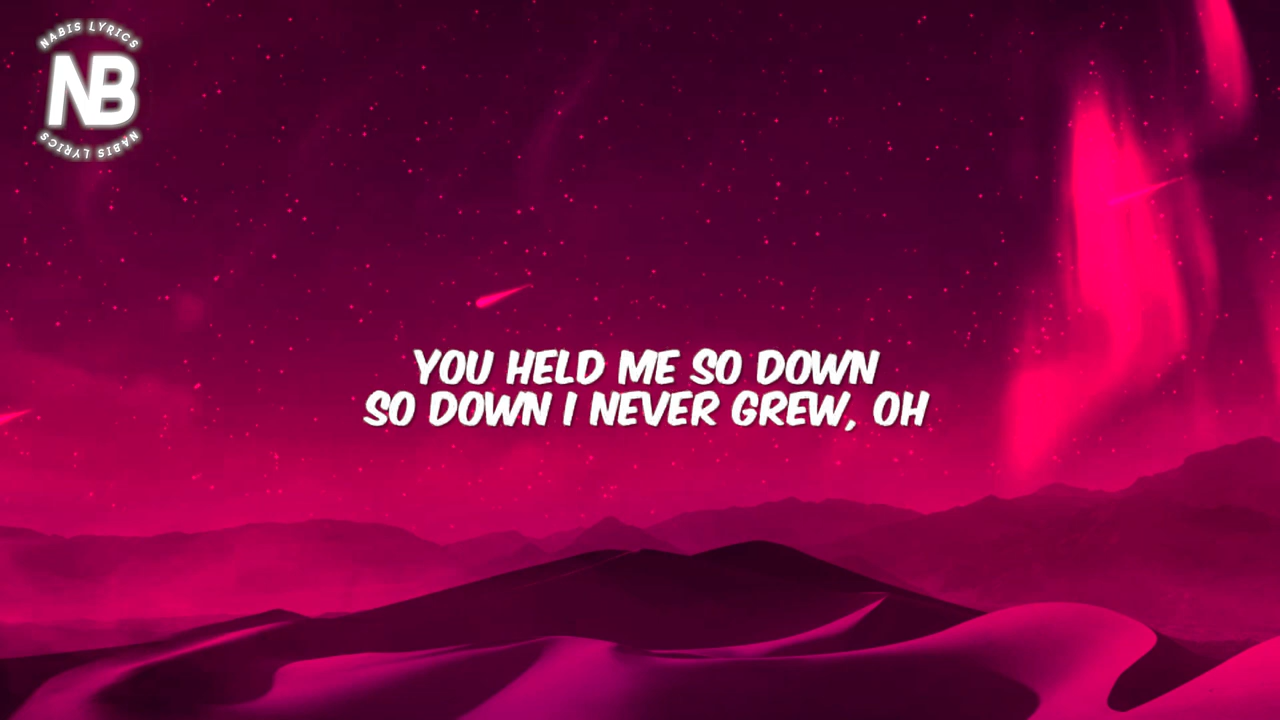 NABIS LYRICS
NB
NABIS LYRICS
YOU HELD ME SO DOWN
SO DOWN I NEVER GREW, OH